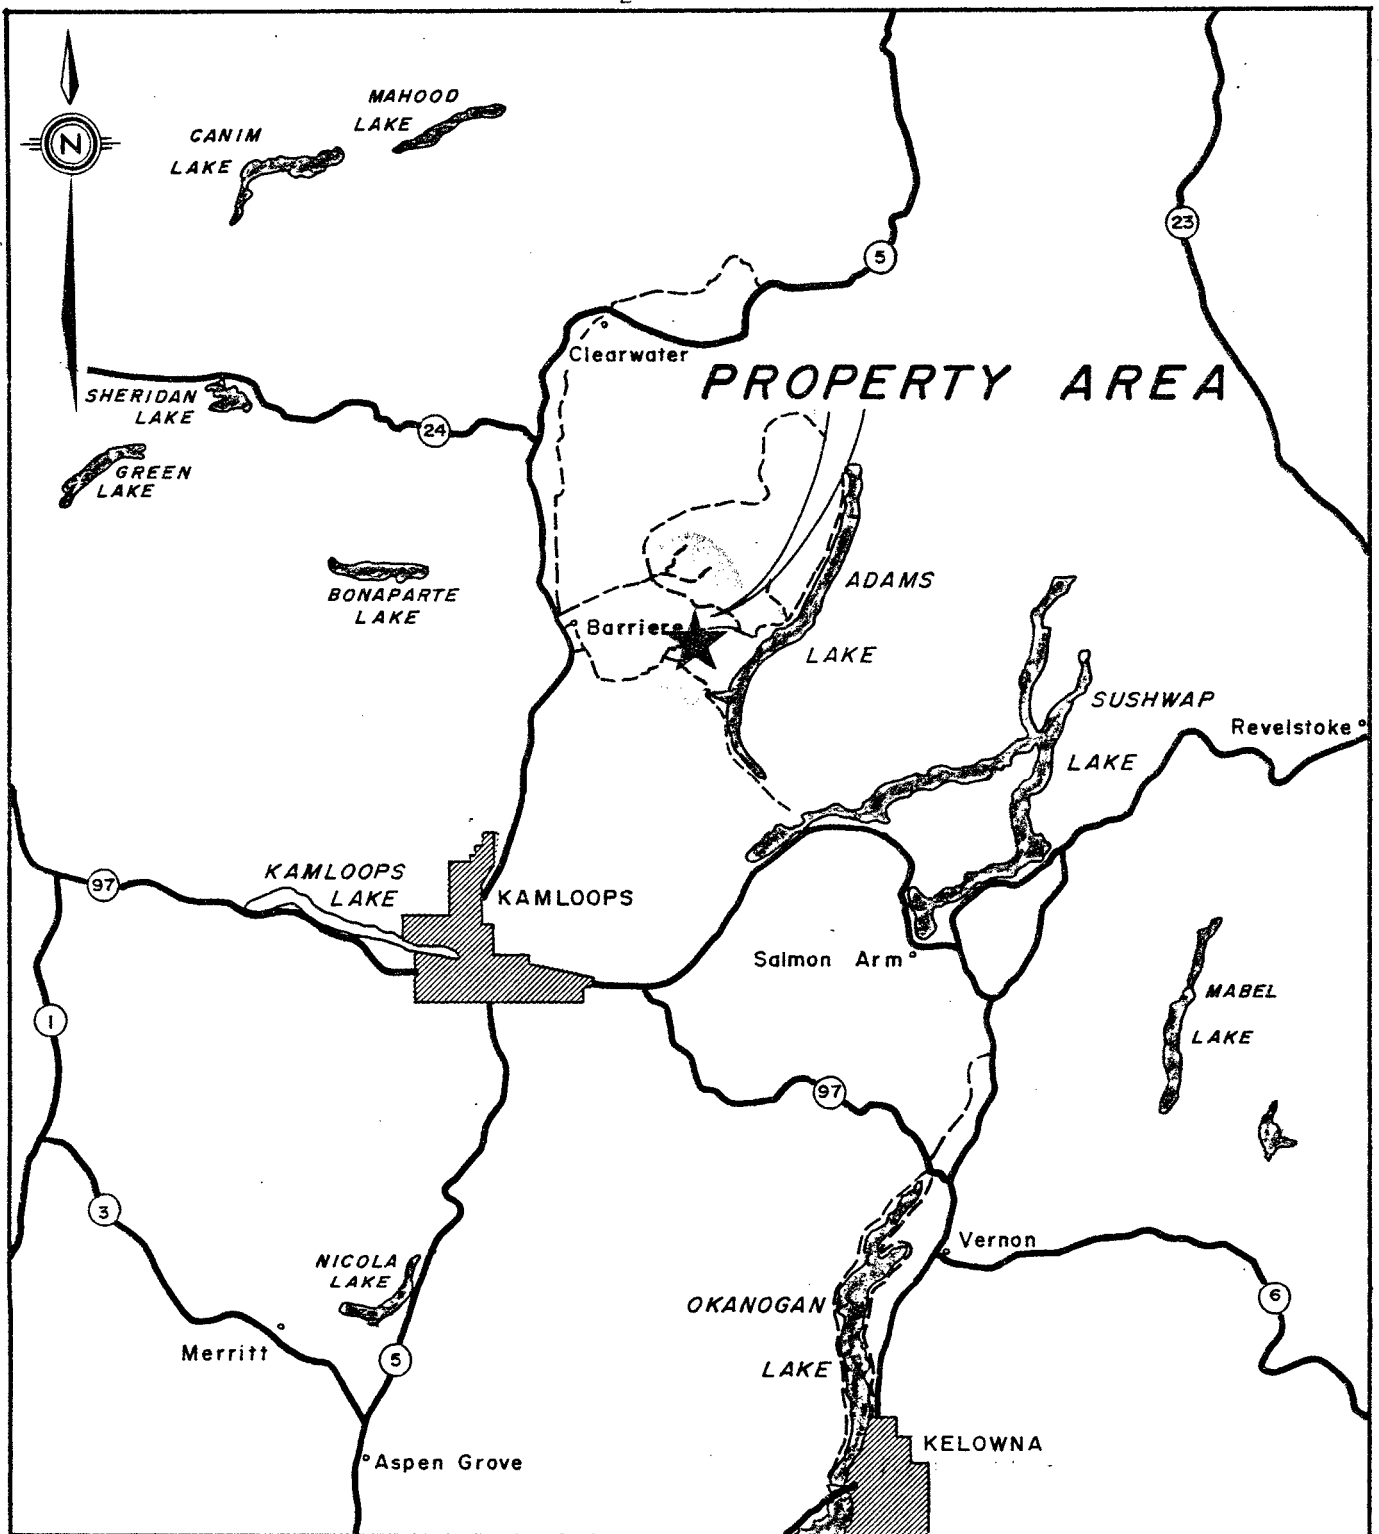 2
MAHOOD
LAKE
CANIM
LAKE
N
23
5
Clearwater
PROPERTY AREA
SHERIDAN
LAKE
24
GREEN
LAKE
ADAMS
BONAPARTE
LAKE
Barriere
LAKE
SUSHWAP
Revelstoke
LAKE
KAMLOOPS
LAKE
97
KAMLOOPS
Salmon Arm
MABEL
1
LAKE
97
3
Vernon
NICOLA
LAKE
6
OKANOGAN
Merritt
5
LAKE
KELOWNA
Aspen Grove